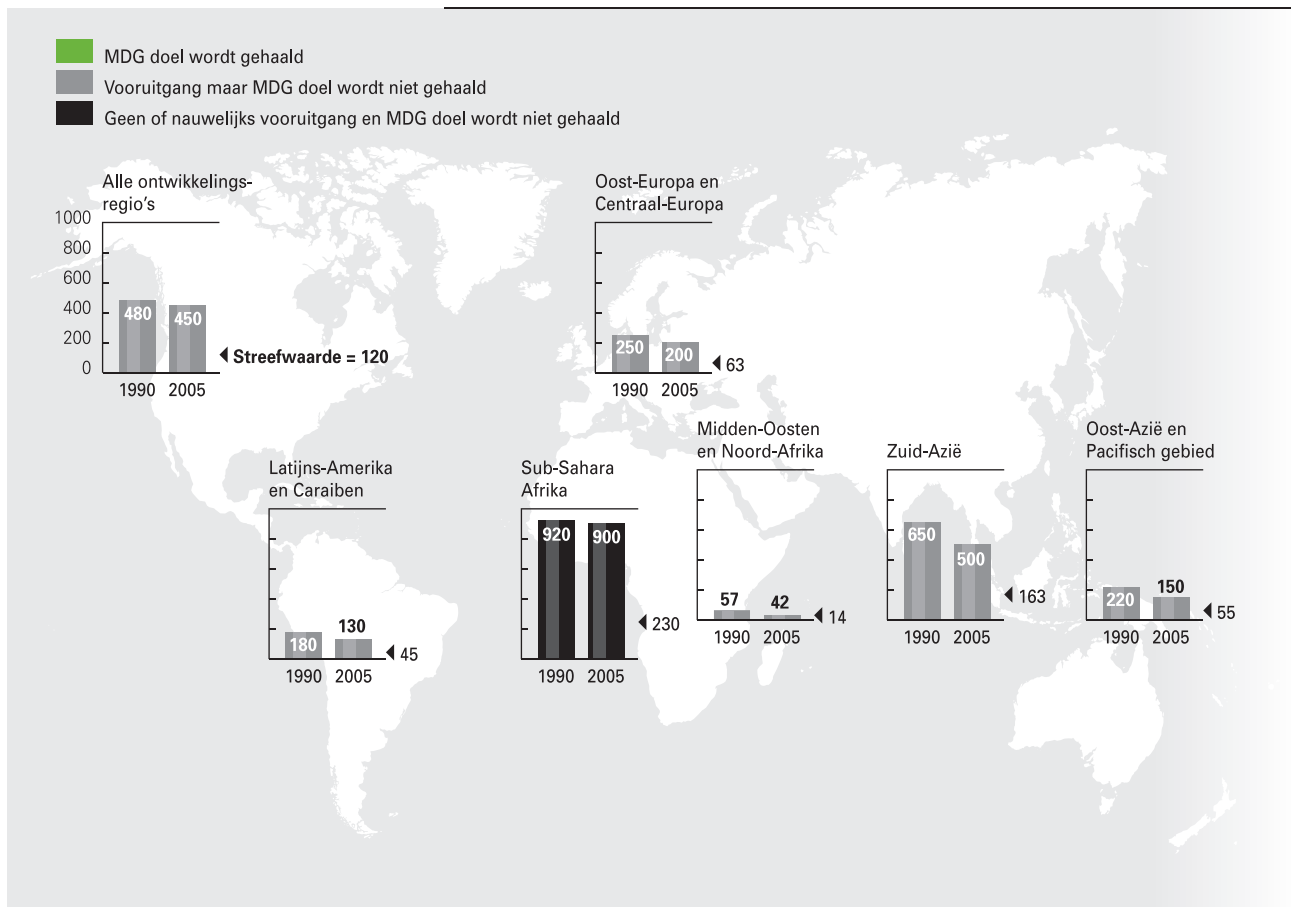 MDG doel wordt gehaald
Vooruitgang maar MDG doel wordt niet gehaald
Geen of nauwelijks vooruitgang en MDG doel wordt niet gehaald
Alle ontwikkelings-
regio's
1000
800
600
400
200
0
480
450
Streefwaarde = 120
1990 2005
Oost-Europa en
Centraal-Europa
250
200
63
1990 2005
Latijns-Amerika
en Caraiben
180
130
45
1990 2005
Sub-Sahara
Afrika
920
900
230
1990 2005
Midden-Oosten
en Noord-Afrika
57
42
14
1990 2005
Zuid-Azië
650
500
163
1990 2005
Oost-Azië en
Pacifisch gebied
220
150
55
1990 2005